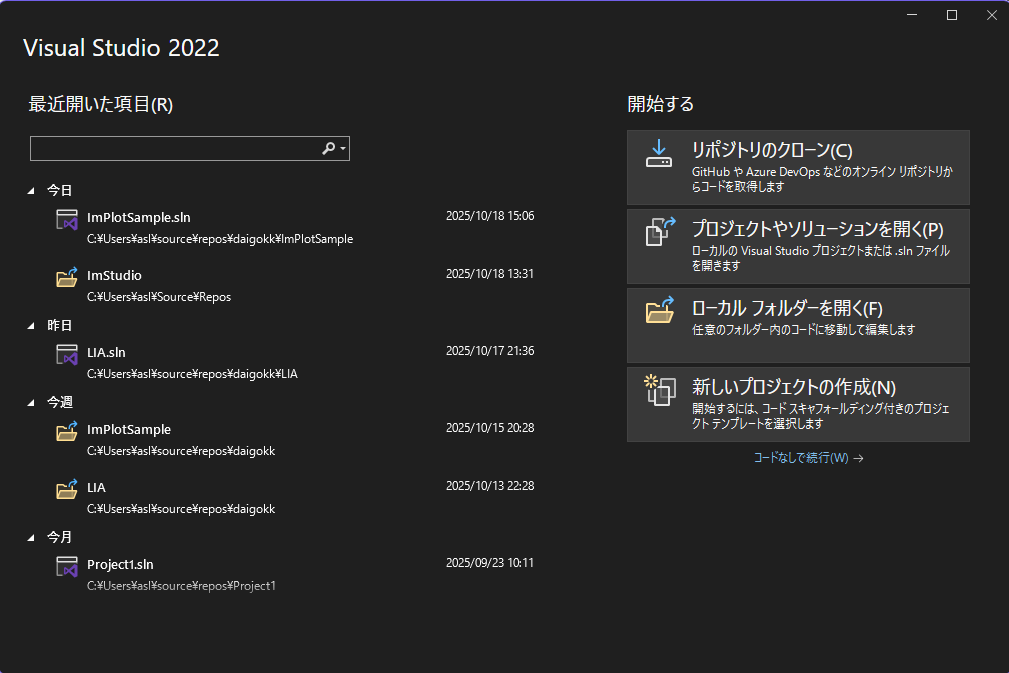 Visual Studio 2022
最近開いた項目(R)
今日
ImPlotSample.sln
2025/10/18 15:06
C:¥Users¥asl¥source¥repos¥daigokk¥ImPlotSample
ImStudio
2025/10/18 13:31
C:¥Users¥asl¥Source¥Repos
昨日
LIA.sln
2025/10/17 21:36
C:¥Users¥asl¥source¥repos¥daigokk¥LIA
今週
ImPlotSample
2025/10/15 20:28
C:¥Users¥asl¥source¥repos¥daigokk
LIA
2025/10/13 22:28
C:¥Users¥asl¥source¥repos¥daigokk
今月
Project1.sln
2025/09/23 10:11
C:¥Users¥asl¥source¥repos¥Project1
開始する
リポジトリのクローン(C)
GitHub や Azure DevOps などのオンライン リポジトリか
らコードを取得します
プロジェクトやソリューションを開く(P)
ローカルの Visual Studio プロジェクトまたは .sln ファイル
を開きます
ローカル フォルダーを開く(F)
任意のフォルダー内のコードに移動して編集します
新しいプロジェクトの作成(N)
開始するには、コード スキャフォールディング付きのプロジェ
クト テンプレートを選択します
コードなしで続行(W) →